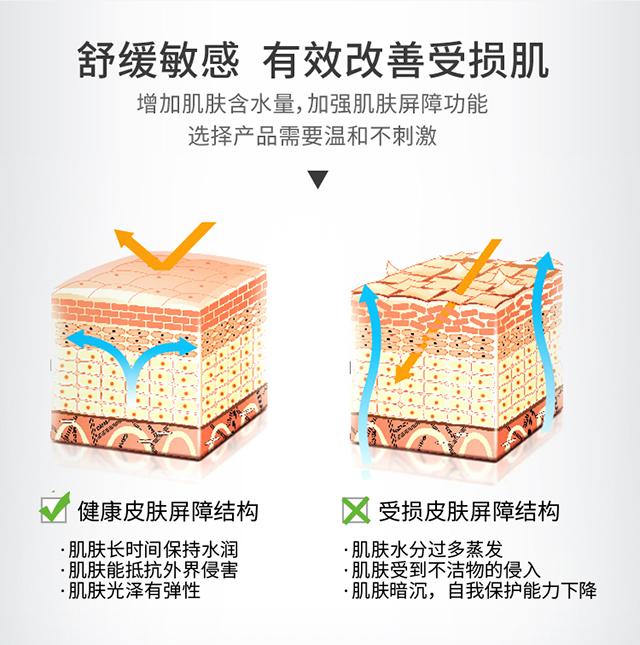 舒缓敏感 有效改善受损肌
增加肌肤含水量,加强肌肤屏障功能
选择产品需要温和不刺激
健康皮肤屏障结构
·肌肤长时间保持水润
·肌肤能抵抗外界侵害
·肌肤光泽有弹性
受损皮肤屏障结构
·肌肤水分过多蒸发
·肌肤受到不洁物的侵入
·肌肤暗沉，自我保护能力下降